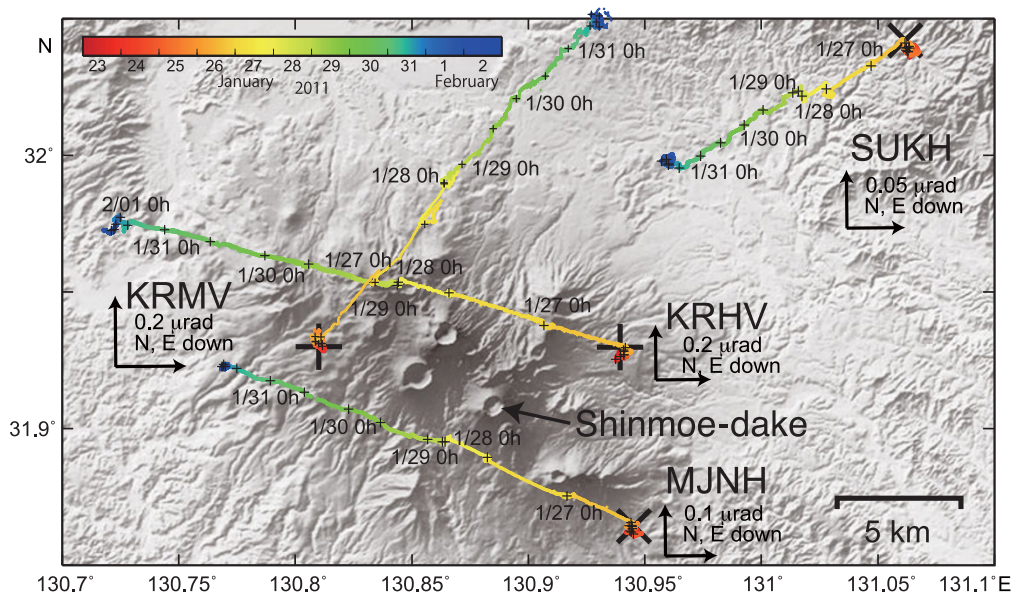 N
23 24 25 26 27 28 29 30 31 1 2
January 2011 February
1/31 0h
1/30 0h
1/29 0h
1/28 0h
1/27 0h
1/29 0h
1/28 0h
1/30 0h
1/31 0h
SUKH
0.05 μrad
N, E down
32°
2/01 0h
1/31 0h
1/30 0h
1/27 0h
1/28 0h
1/29 0h
1/27 0h
KRMV
0.2 μrad
N, E down
KRHV
0.2 μrad
N, E down
1/31 0h
1/30 0h
1/29 0h
1/28 0h
1/27 0h
Shinmoe-dake
31.9°
MJNH
0.1 μrad
N, E down
5 km
130.7° 130.75° 130.8° 130.85° 130.9° 130.95° 131° 131.05° 131.1°E